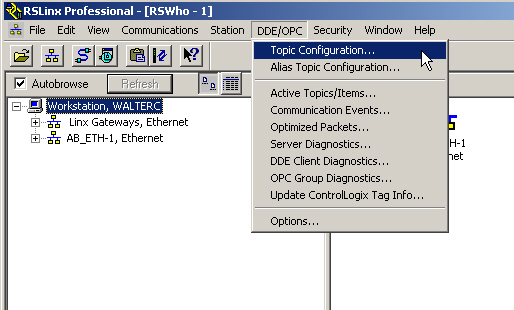 RSLinx Professional - [RSWho - 1]
File Edit View Communications Station DDE/OPC Security Window Help
Topic Configuration...
Alias Topic Configuration...
Autobrowse Refresh
Active Topics/Items...
Workstation, WALTERC
Communication Events...
Linx Gateways, Ethernet
Optimized Packets...
AB_ETH-1, Ethernet
Server Diagnostics...
H-1
DDE Client Diagnostics...
net
OPC Group Diagnostics...
Update ControlLogix Tag Info...
Options...